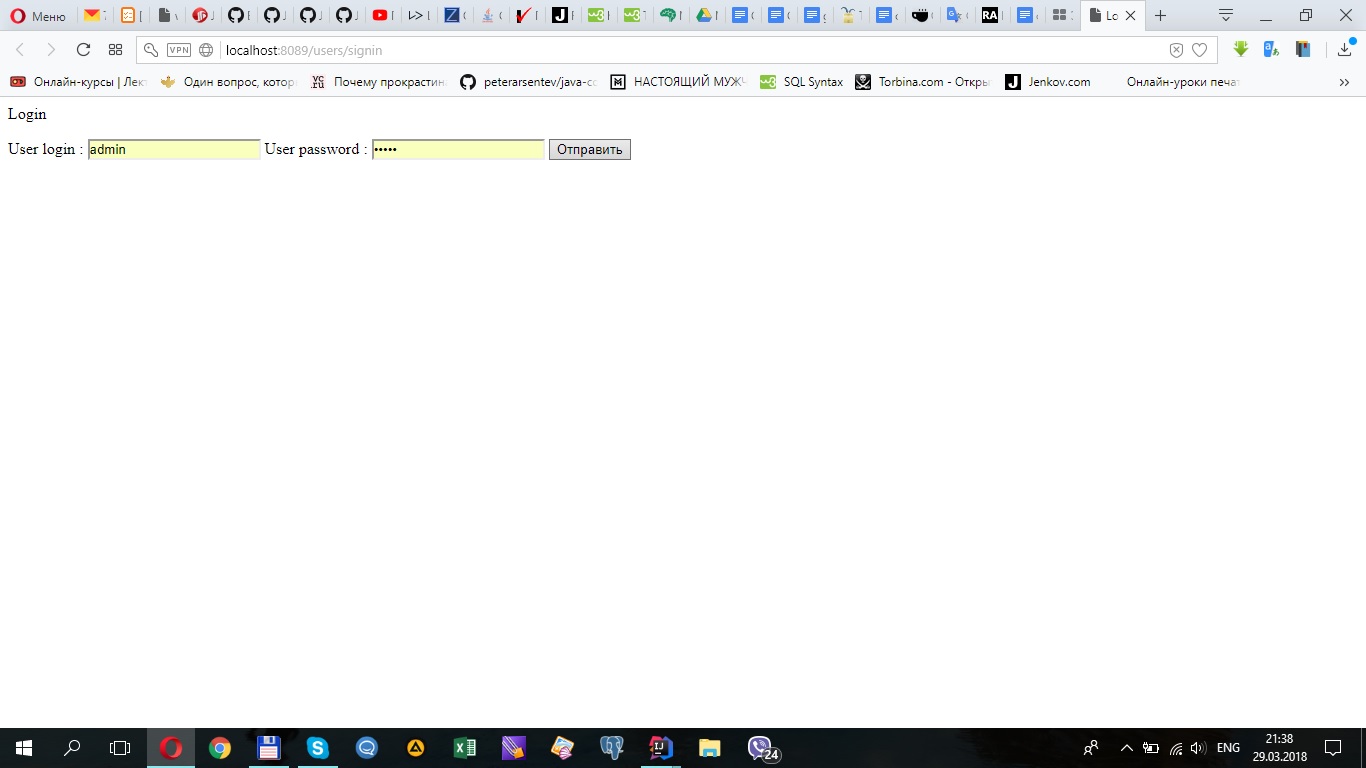 Меню
Lo
VPN localhost:8089/users/signin
Онлайн-курсы | Лек
Один вопрос, котор
Почему прокрастин
peterarsentev/java-co
НАСТОЯЩИЙ МУЖЧ
SQL Syntax
Torbina.com - Откры
Jenkov.com
Онлайн-уроки печат
Login
User login : admin User password : ••••• Отправить
24
ENG
21:38
29.03.2018